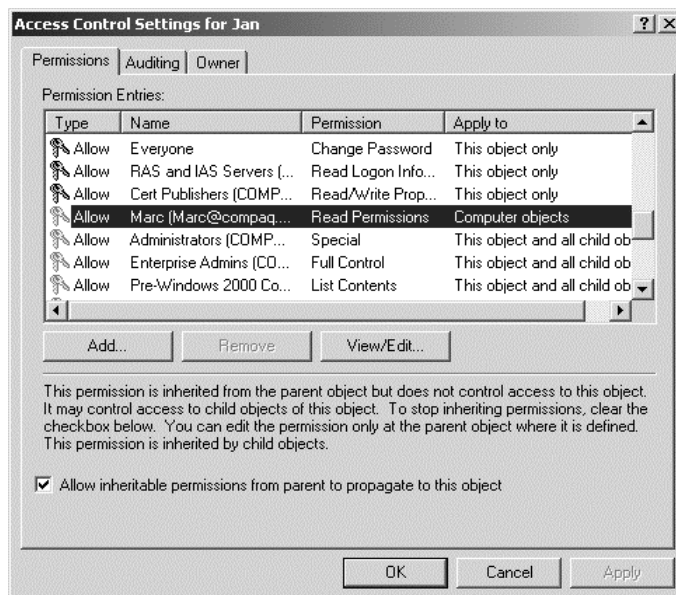 Access Control Settings for Jan
Permissions Auditing Owner
Permission Entries:
Type Name Permission Apply to
Allow Everyone Change Password This object only
Allow RAS and IAS Servers (... Read Logon Info... This object only
Allow Cert Publishers (COMP... Read/Write Prop... This object only
Allow Marc (Marc@compaq.... Read Permissions Computer objects
Allow Administrators (COMP... Special This object and all child ob
Allow Enterprise Admins (CO... Full Control This object and all child ob
Allow Pre-Windows 2000 Co... List Contents This object and all child ob
Add... Remove View/Edit...
This permission is inherited from the parent object but does not control access to this object.
It may control access to child objects of this object. To stop inheriting permissions, clear the
checkbox below. You can edit the permission only at the parent object where it is defined.
This permission is inherited by child objects.
Allow inheritable permissions from parent to propagate to this object
OK Cancel Apply